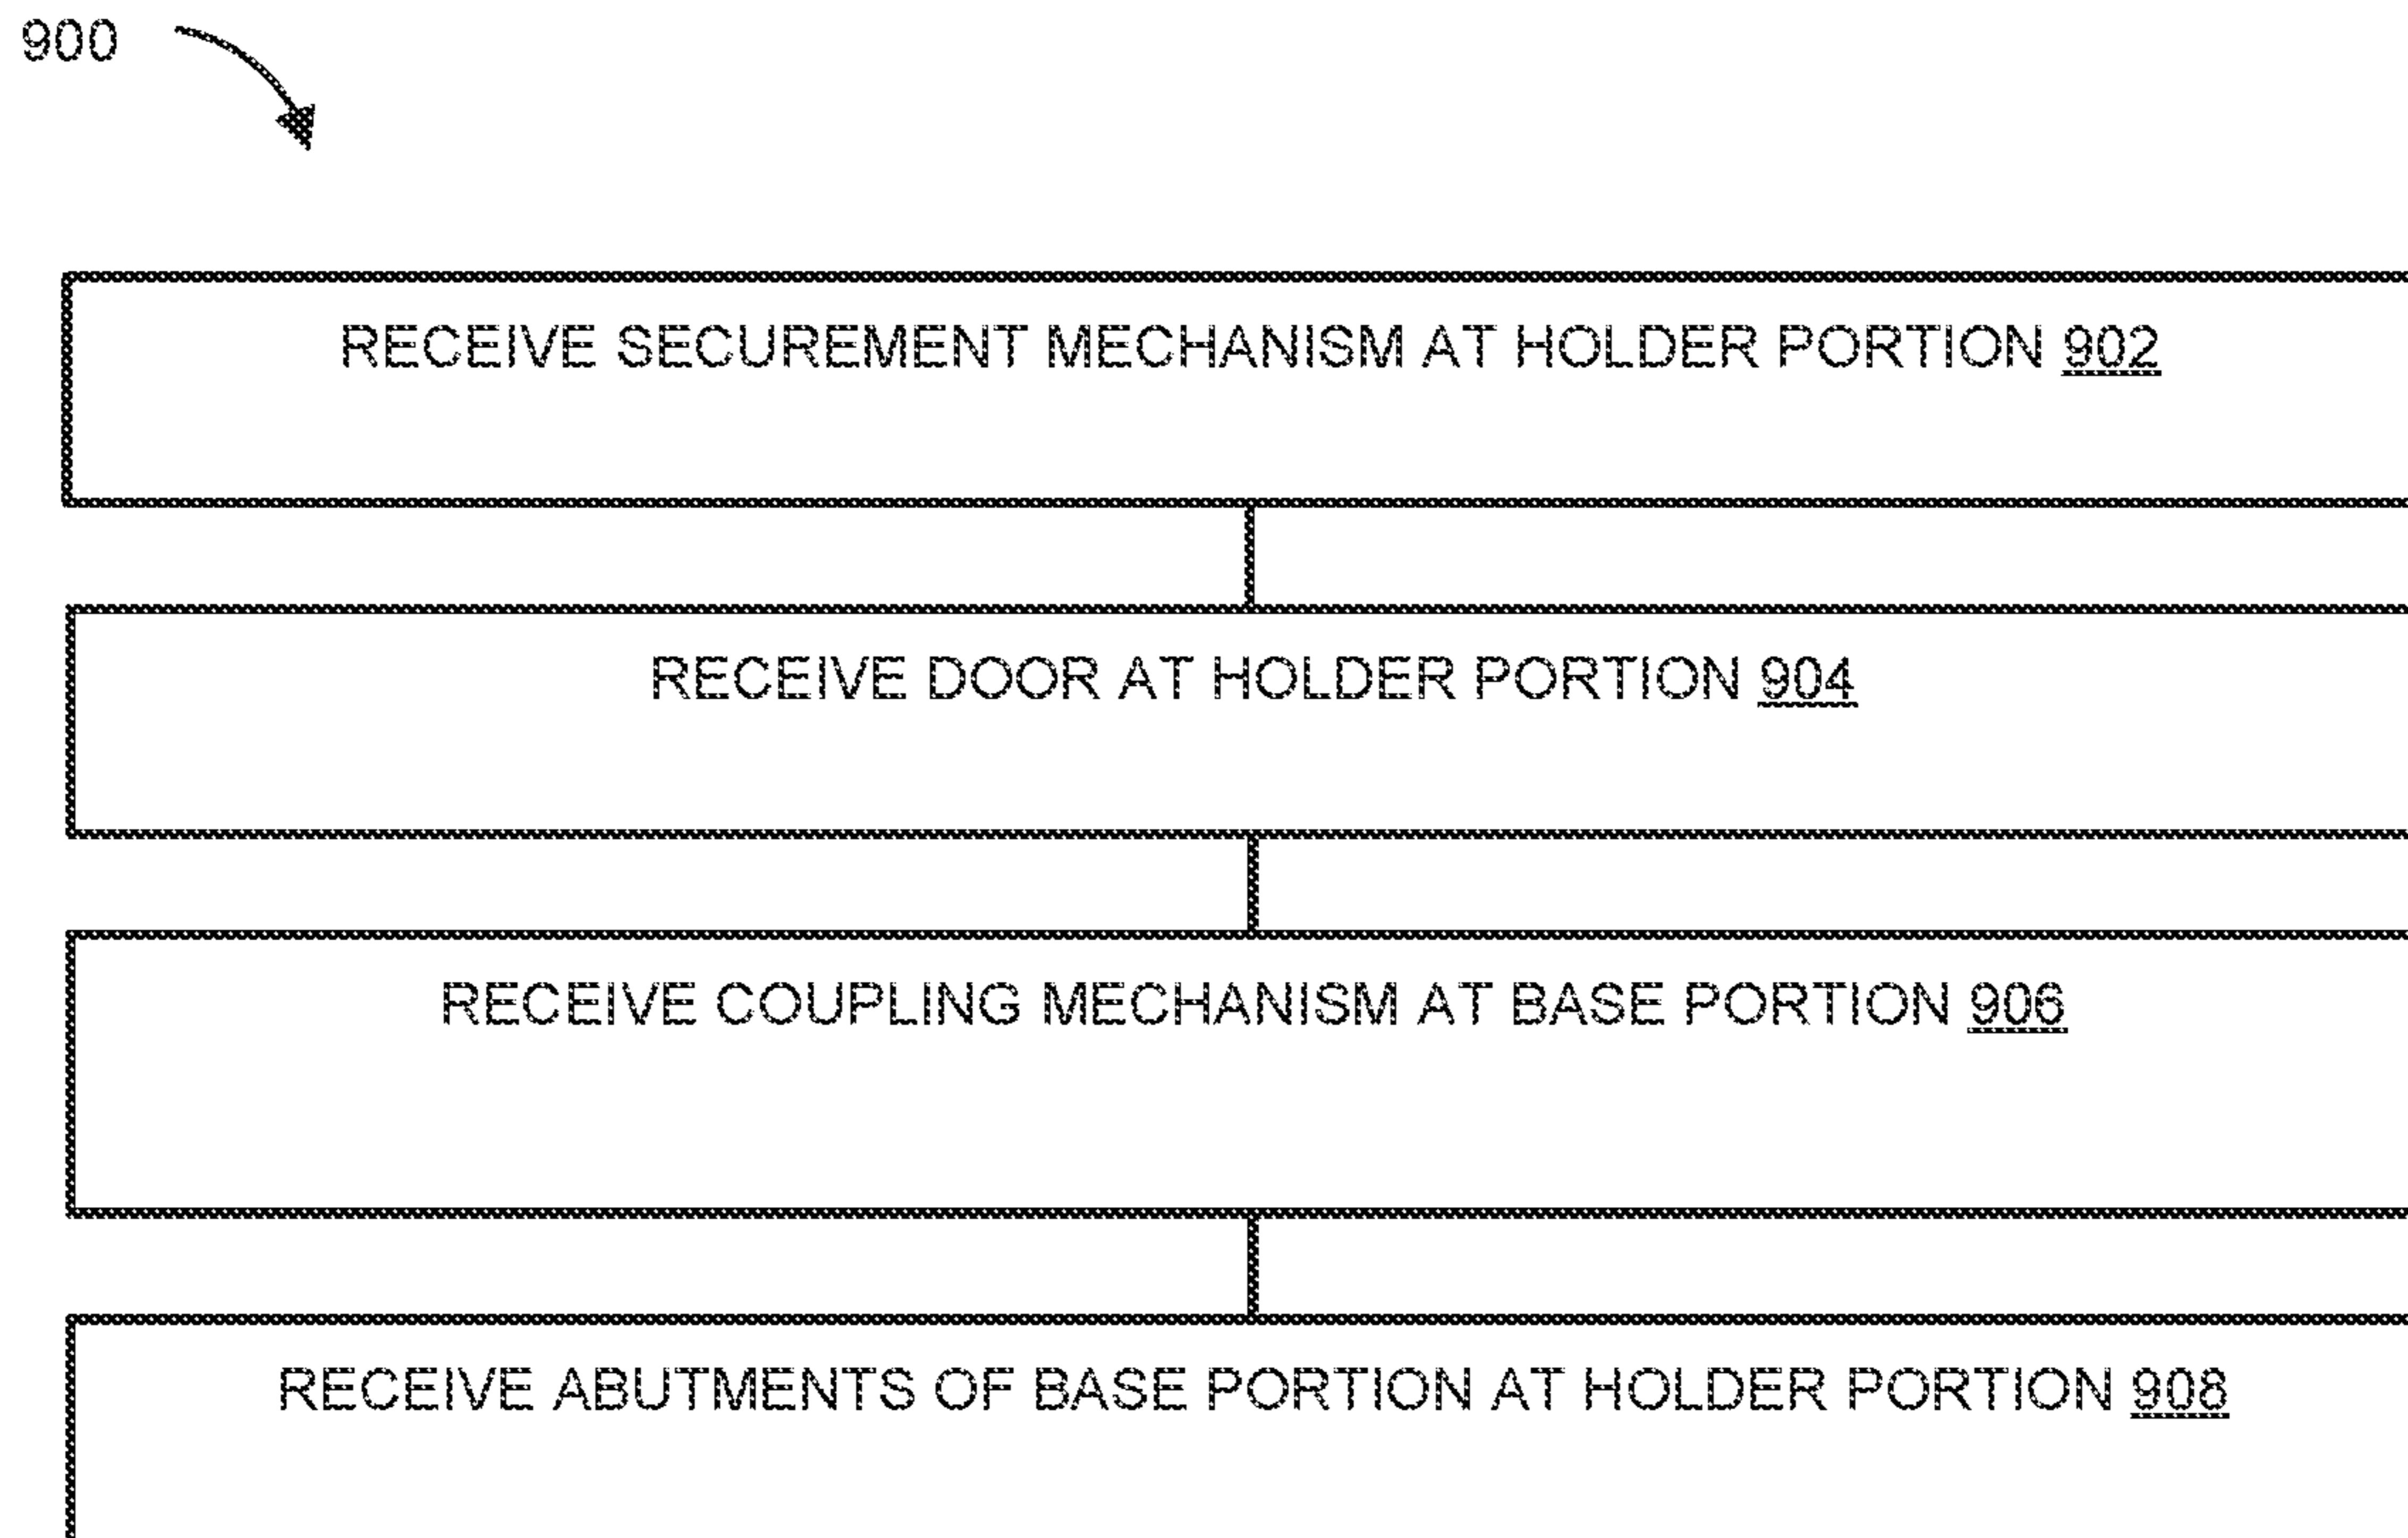 900
RECEIVE SECUREMENT MECHANISM AT HOLDER PORTION 902
RECEIVE DOOR AT HOLDER PORTION 904
RECEIVE COUPLING MECHANISM AT BASE PORTION 906
RECEIVE ABUTMENTS OF BASE PORTION AT HOLDER PORTION 908